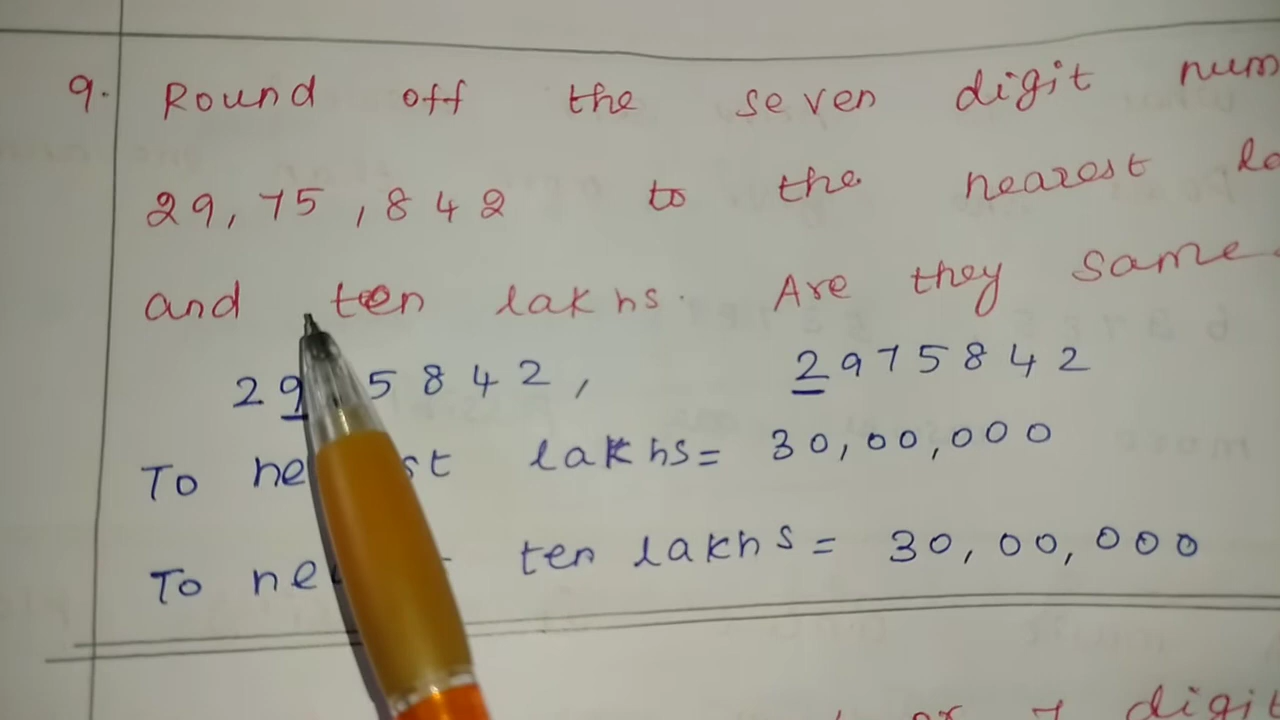 9. Round off the seven digit num
29,75,842 to the nearest la
and ten lakhs. Are they same.
29 5842, 2975842
To ne st lakhs= 30,00,000
To ne ten lakhs = 30,00,000
digit